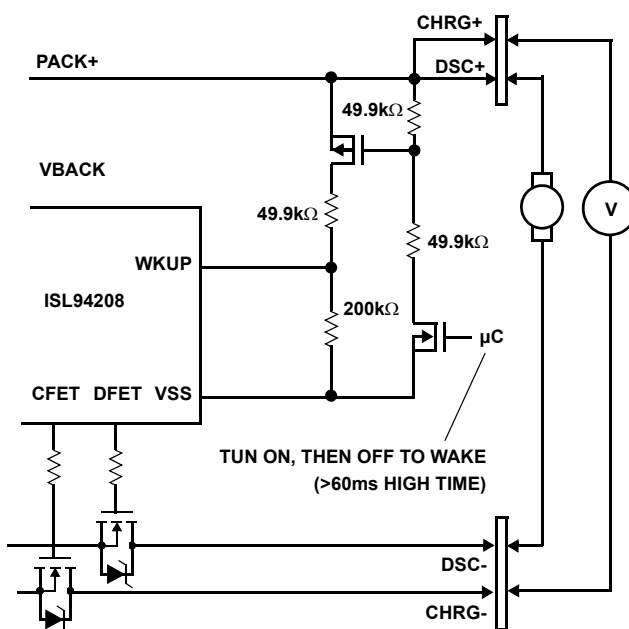 CHRG+
PACK+
DSC+
49.9kΩ
VBACK
49.9kΩ
49.9kΩ
V
WKUP
ISL94208
200kΩ
µC
CFET DFET VSS
TUN ON, THEN OFF TO WAKE
(>60ms HIGH TIME)
DSC-
CHRG-